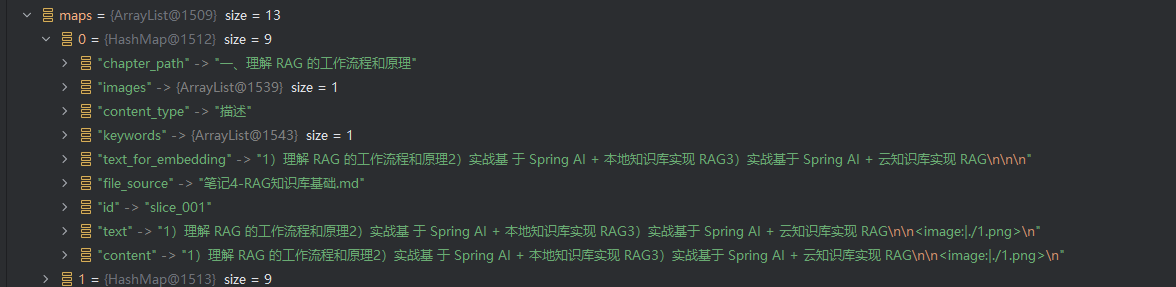 maps = {ArrayList@1509} size = 13
0 = {HashMap@1512} size = 9
"chapter_path" -> "一、理解 RAG 的工作流程和原理"
"images" -> {ArrayList@1539} size = 1
"content_type" -> "描述"
"keywords" -> {ArrayList@1543} size = 1
"text_for_embedding" -> "1）理解 RAG 的工作流程和原理2）实战基 于 Spring AI + 本地知识库实现 RAG3）实战基于 Spring AI + 云知识库实现 RAG\n\n\n"
"file_source" -> "笔记4-RAG知识库基础.md"
"id" -> "slice_001"
"text" -> "1）理解 RAG 的工作流程和原理2）实战基 于 Spring AI + 本地知识库实现 RAG3）实战基于 Spring AI + 云知识库实现 RAG\n\n<image:|./1.png>\n"
"content" -> "1）理解 RAG 的工作流程和原理2）实战基 于 Spring AI + 本地知识库实现 RAG3）实战基于 Spring AI + 云知识库实现 RAG\n\n<image:|./1.png>\n"
1 = {HashMap@1513} size = 9